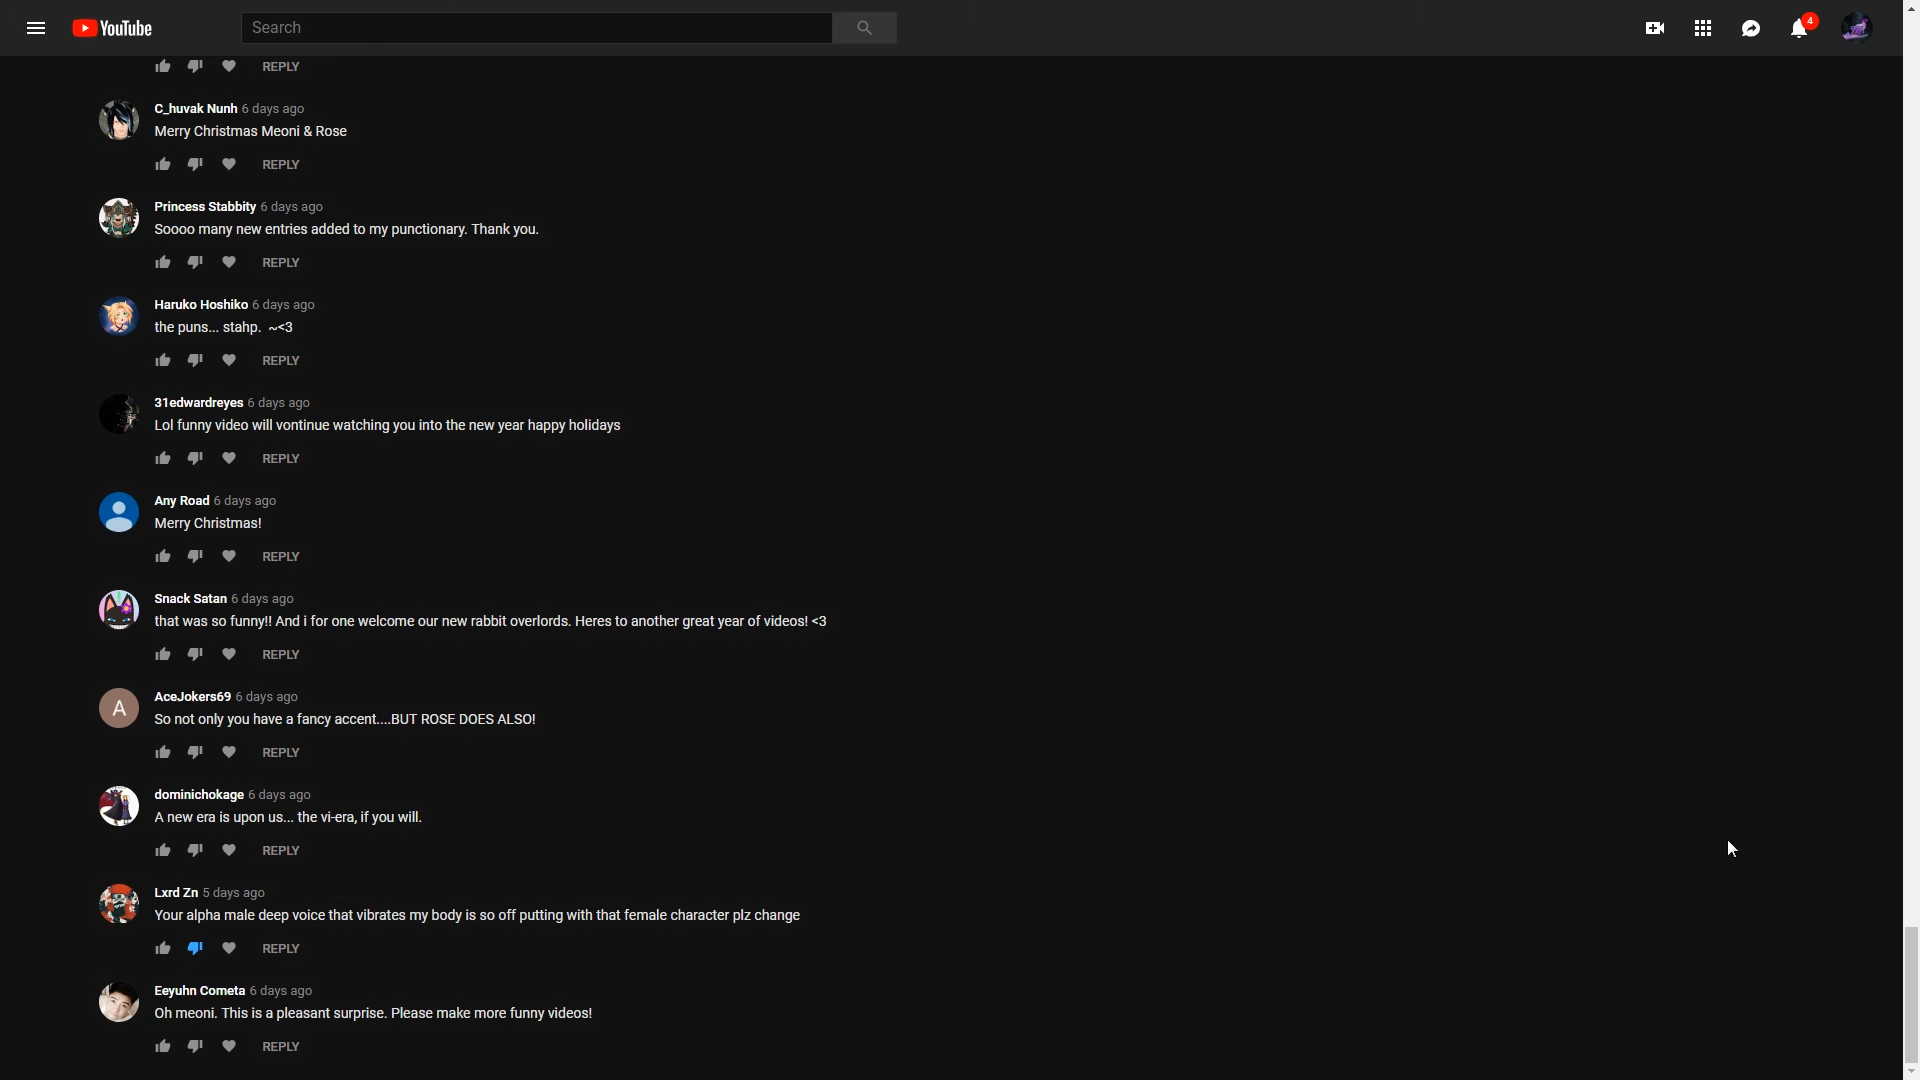 YouTube
Search
4
REPLY
C_huvak Nunh 6 days ago
Merry Christmas Meoni & Rose
REPLY
Princess Stabbity 6 days ago
Soooo many new entries added to my punctionary. Thank you.
REPLY
Haruko Hoshiko 6 days ago
the puns... stahp. ~<3
REPLY
31edwardreyes 6 days ago
Lol funny video will vontinue watching you into the new year happy holidays
REPLY
Any Road 6 days ago
Merry Christmas!
REPLY
Snack Satan 6 days ago
that was so funny!! And i for one welcome our new rabbit overlords. Heres to another great year of videos! <3
REPLY
A
AceJokers69 6 days ago
So not only you have a fancy accent....BUT ROSE DOES ALSO!
REPLY
dominichokage 6 days ago
A new era is upon us... the vi-era, if you will.
REPLY
Lxrd Zn 5 days ago
Your alpha male deep voice that vibrates my body is so off putting with that female character plz change
REPLY
Eeyuhn Cometa 6 days ago
Oh meoni. This is a pleasant surprise. Please make more funny videos!
REPLY